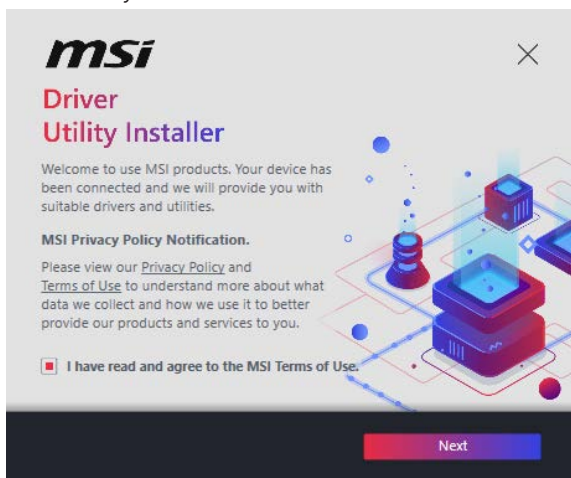 msi
Driver
Utility Installer
Welcome to use MSI products. Your device has
been connected and we will provide you with
suitable drivers and utilities.
MSI Privacy Policy Notification.
Please view our Privacy Policy and
Terms of Use to understand more about what
data we collect and how we use it to better
provide our products and services to you.
I have read and agree to the MSI Terms of Use.
Next